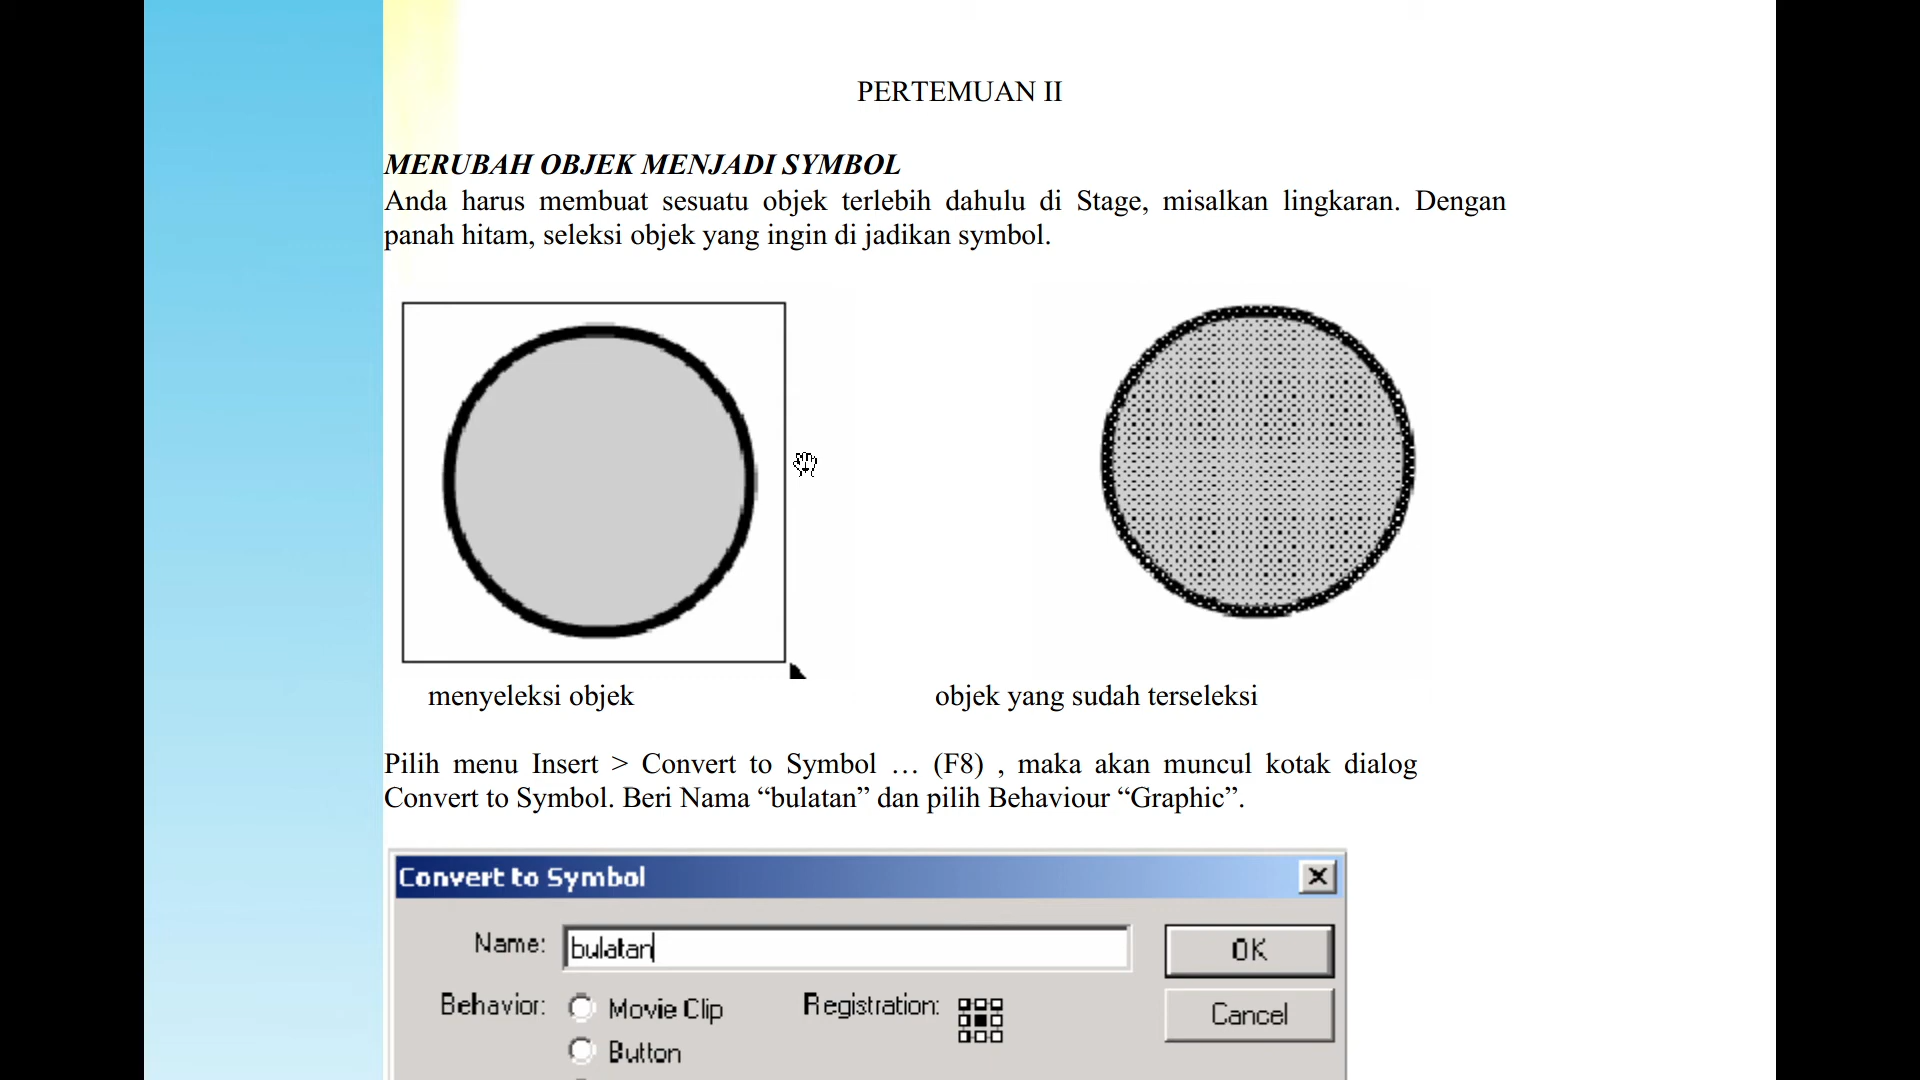 PERTEMUAN II
MERUBAH OBJEK MENJADI SYMBOL
Anda harus membuat sesuatu objek terlebih dahulu di Stage, misalkan lingkaran. Dengan
panah hitam, seleksi objek yang ingin di jadikan symbol.
menyeleksi objek objek yang sudah terseleksi
Pilih menu Insert > Convert to Symbol … (F8) , maka akan muncul kotak dialog
Convert to Symbol. Beri Nama “bulatan” dan pilih Behaviour “Graphic”.
Convert to Symbol
Name: bulatan OK
Behavior: Movie Clip Registration: Cancel
Button